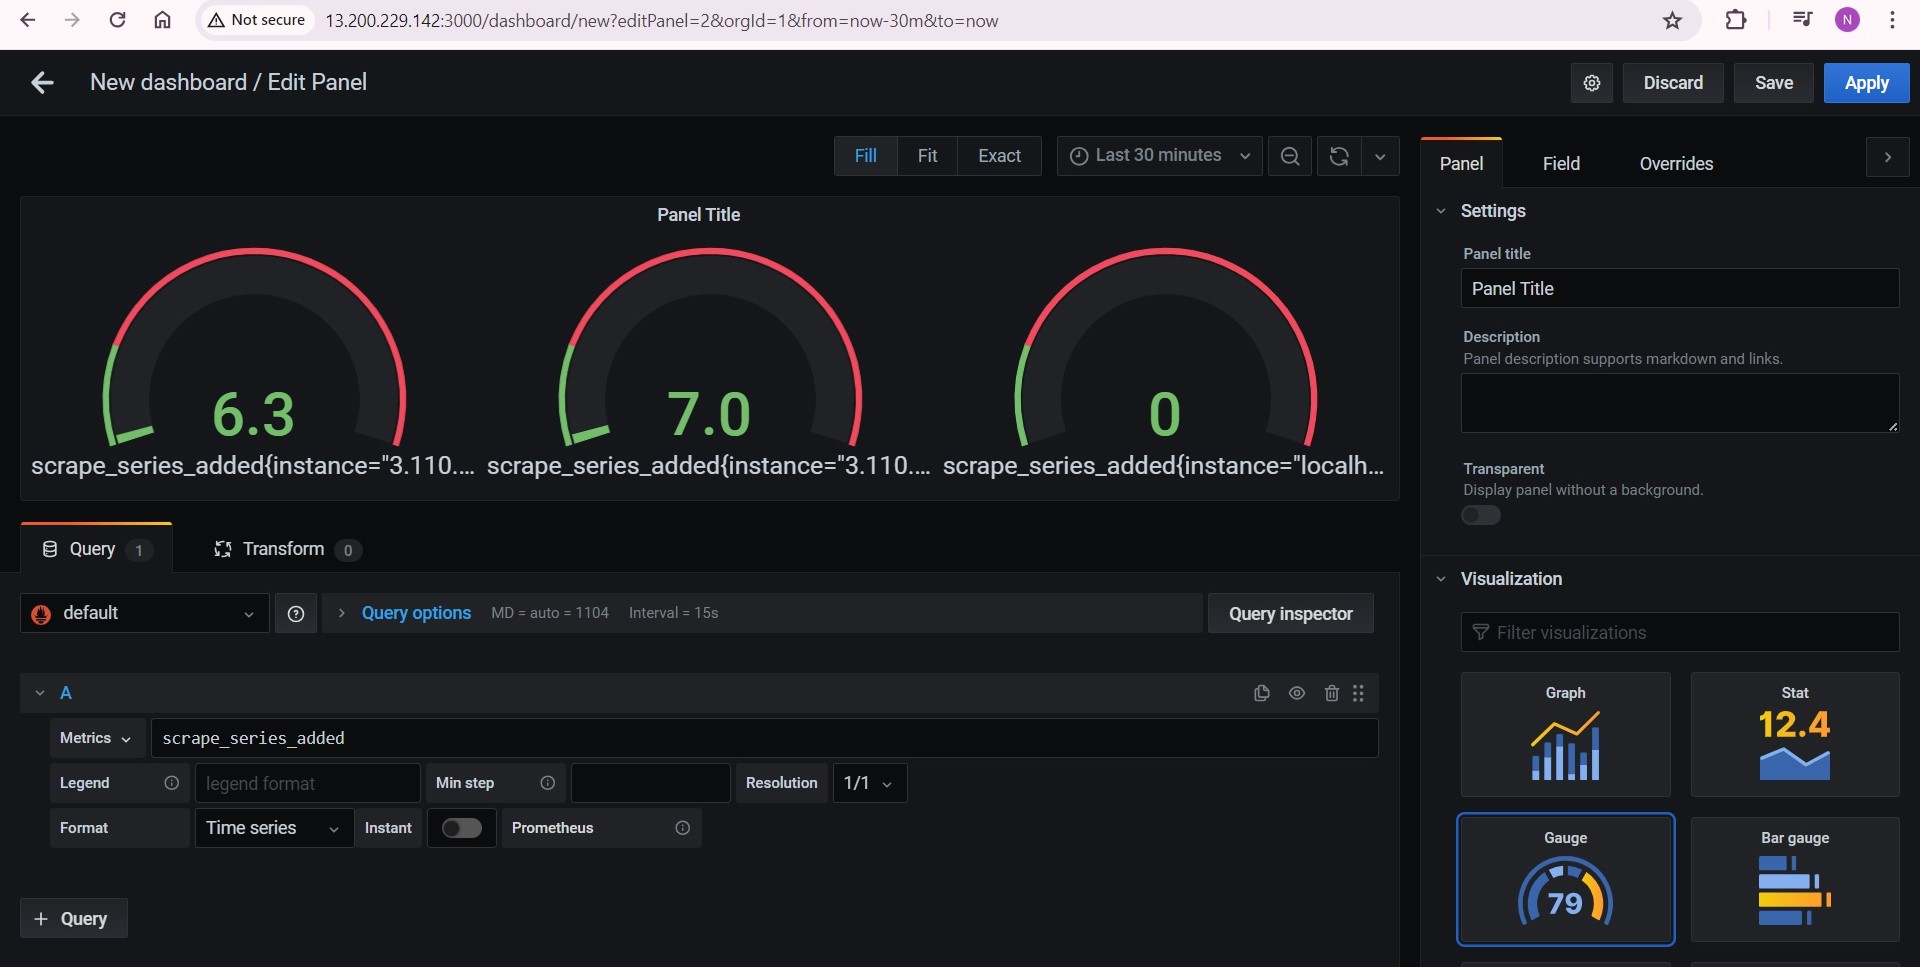 Not secure 13.200.229.142:3000/dashboard/new?editPanel=2&orgId=1&from=now-30m&to=now N
New dashboard / Edit Panel
Discard Save Apply
Fill Fit Exact Last 30 minutes
Panel Field Overrides
Panel Title
6.3 7.0 0
scrape_series_added{instance="3.110.... scrape_series_added{instance="3.110.... scrape_series_added{instance="localh...
Query 1 Transform 0
default Query options MD = auto = 1104 Interval = 15s Query inspector
A
Metrics scrape_series_added
Legend legend format Min step Resolution 1/1
Format Time series Instant Prometheus
+ Query
Settings
Panel title
Panel Title
Description
Panel description supports markdown and links.
Transparent
Display panel without a background.
Visualization
Filter visualizations
Graph Stat
12.4
Gauge Bar gauge
79